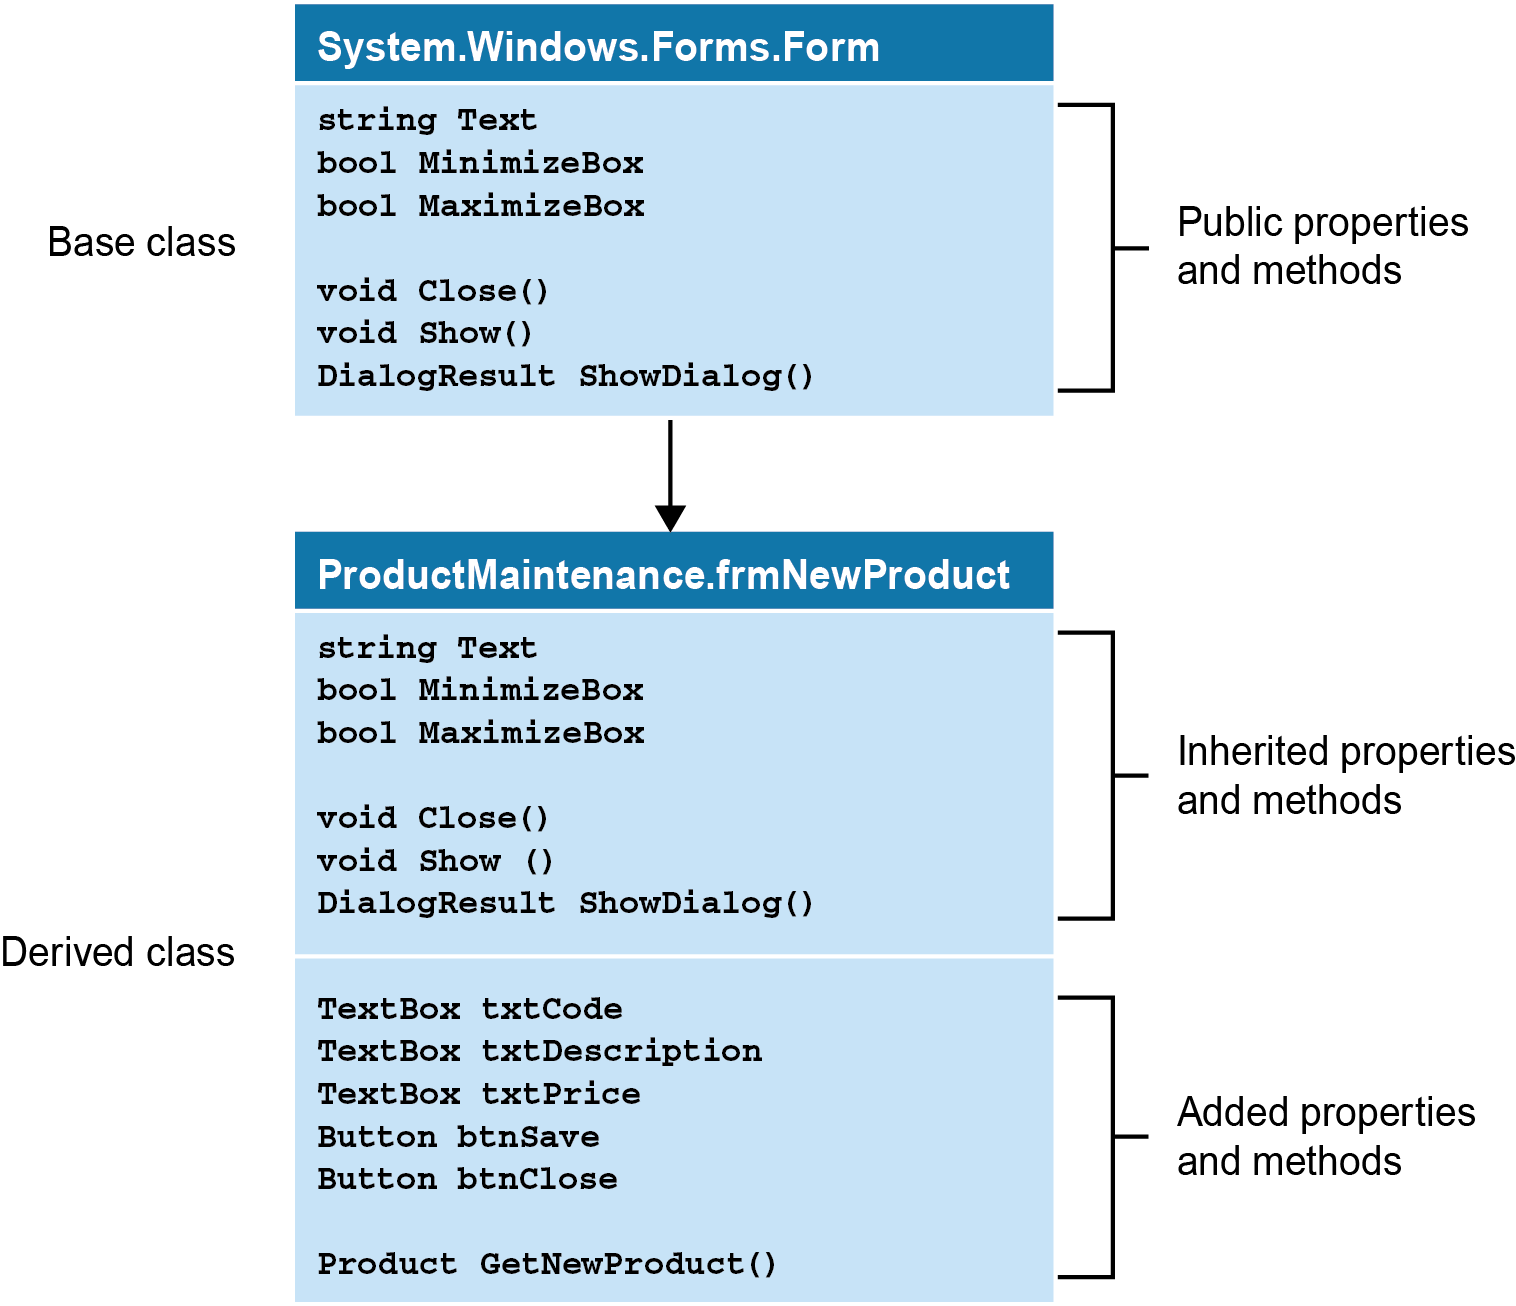 System.Windows.Forms.Form
string Text
bool MinimizeBox
bool MaximizeBox
void Close()
void Show()
DialogResult ShowDialog()
Base class
Public properties
and methods
ProductMaintenance.frmNewProduct
string Text
bool MinimizeBox
bool MaximizeBox
void Close()
void Show ()
DialogResult ShowDialog()
Inherited properties
and methods
Derived class
TextBox txtCode
TextBox txtDescription
TextBox txtPrice
Button btnSave
Button btnClose
Product GetNewProduct()
Added properties
and methods